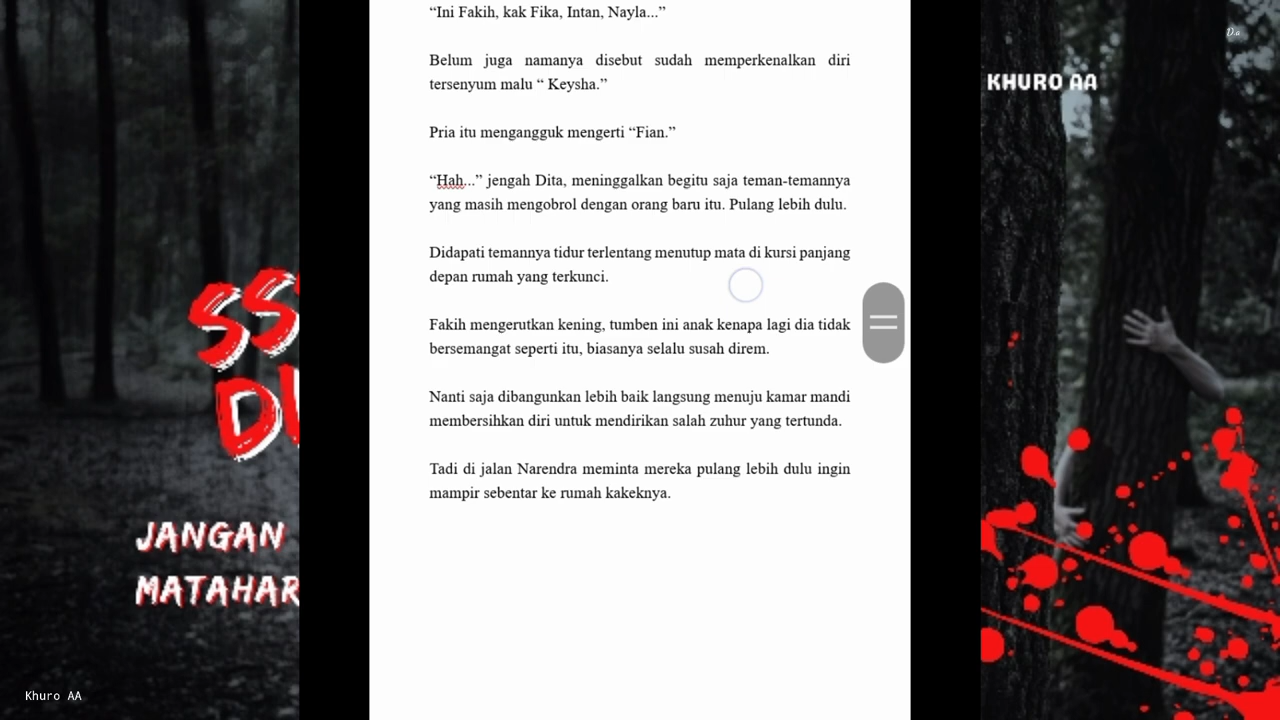 “Ini Fakih, kak Fika, Intan, Nayla...”
Belum juga namanya disebut sudah memperkenalkan diri
tersenyum malu “ Keysha.”
Pria itu mengangguk mengerti “Fian.”
“Hah...” jengah Dita, meninggalkan begitu saja teman-temannya
yang masih mengobrol dengan orang baru itu. Pulang lebih dulu.
Didapati temannya tidur terlentang menutup mata di kursi panjang
depan rumah yang terkunci.
Fakih mengerutkan kening, tumben ini anak kenapa lagi dia tidak
bersemangat seperti itu, biasanya selalu susah direm.
Nanti saja dibangunkan lebih baik langsung menuju kamar mandi
membersihkan diri untuk mendirikan salah zuhur yang tertunda.
Tadi di jalan Narendra meminta mereka pulang lebih dulu ingin
mampir sebentar ke rumah kakeknya.
KHURO AA
JANGAN
MATAHAR
Khuro AA